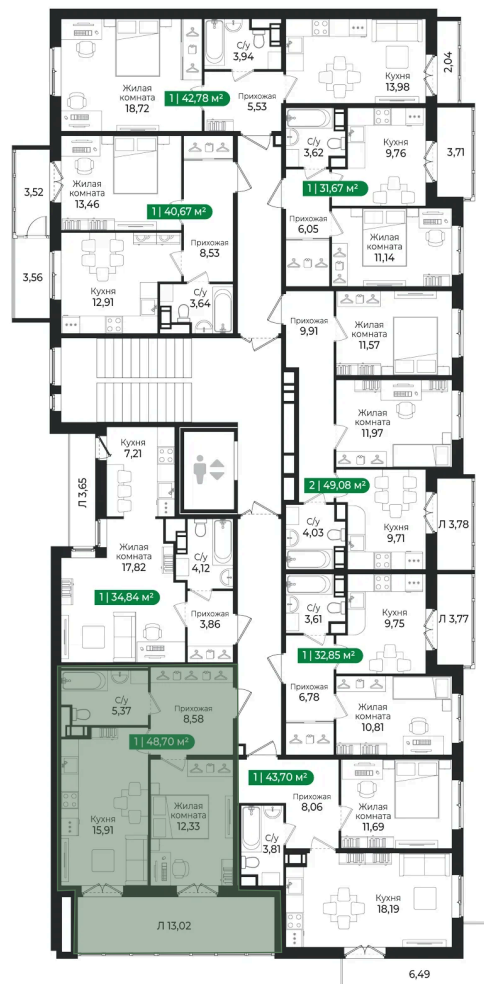 С/у
3,94
Кухня
13,98
2,04
Жилая
комната
18,72
1 | 42,78 м²
Прихожая
5,53
С/у
3,62
9,76
3,71
3,52
Жилая
комната
13,46
1 | 31,67 м²
1 | 40,67 м²
6,05
Прихожая
8,53
Жилая
комната
11,14
3,56
Кухня
12,91
С/у
3,64
Прихожая
9,91
Жилая
комната
11,57
Жилая
комната
11,97
Кухня
7,21
Л 3,65
2 | 49,08 м²
С/у
4,03
Кухня
9,71
Л 3,78
17,82
С/у
4,12
1 | 34,84 м²
Прихожая
3,86
С/у
3,61
Кухня
9,75
Л 3,77
1 | 32,85 м²
Прихожая
6,78
С/у
5,37
Прихожая
8,58
Жилая
комната
10,81
1 | 48,70 м²
1 | 43,70 м²
Прихожая
8,06
Жилая
комната
11,69
Кухня
15,91
Жилая
комната
12,33
С/у
3,81
Кухня
18,19
Л 13,02
6,49